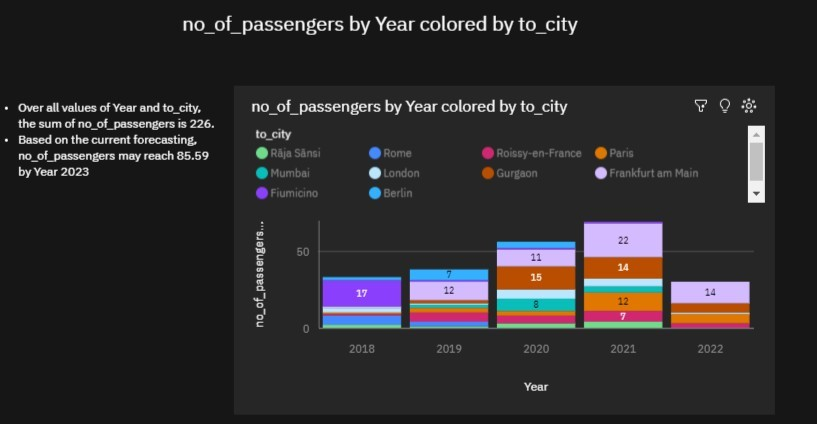 no_of_passengers by Year colored by to_city
• Over all values of Year and to_city,
the sum of no_of_passengers is 226.
• Based on the current forecasting,
no_of_passengers may reach 85.59
by Year 2023
no_of_passengers by Year colored by to_city
to_city
Rāja Sānsi Rome Roissy-en-France Paris
Mumbai London Gurgaon Frankfurt am Main
Fiumicino Berlin
no_of_passengers...
50
0
17
7
12
11
15
8
22
14
12
7
14
2018 2019 2020 2021 2022
Year